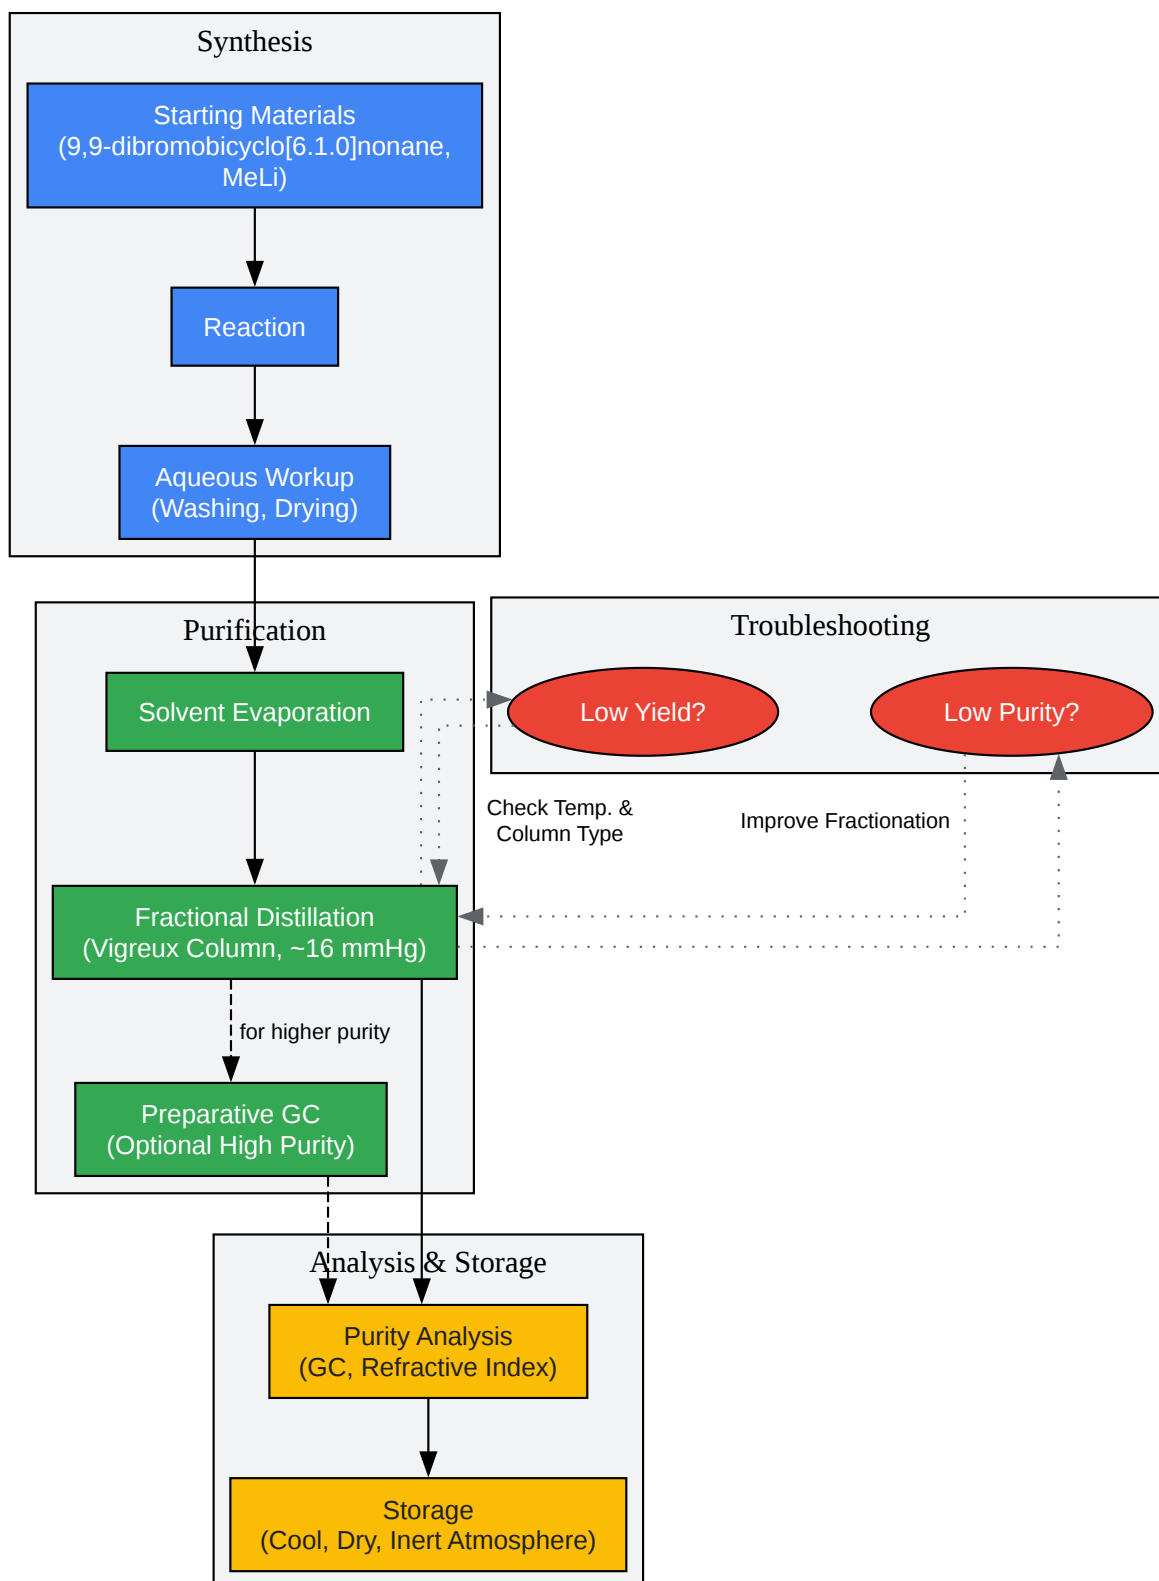 Synthesis
Starting Materials
(9,9-dibromobicyclo[6.1.0]nonane,
MeLi)
Reaction
Aqueous Workup
(Washing, Drying)
Purification
Solvent Evaporation
Troubleshooting
Low Yield?
Low Purity?
Check Temp. &
Column Type
Improve Fractionation
Fractional Distillation
(Vigreux Column, ~16 mmHg)
for higher purity
Preparative GC
(Optional High Purity)
Analysis & Storage
Purity Analysis
(GC, Refractive Index)
Storage
(Cool, Dry, Inert Atmosphere)